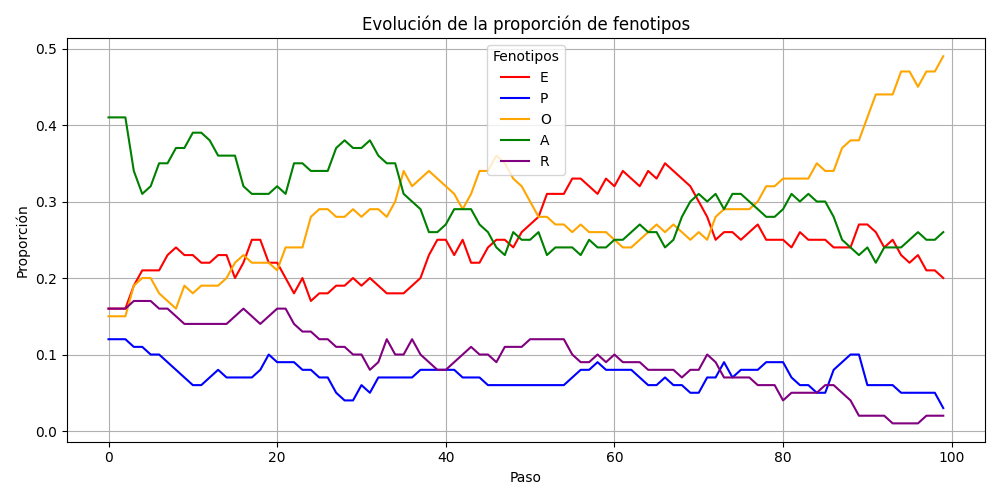 Evolución de la proporción de fenotipos
Proporción
0.5
0.4
0.3
0.2
0.1
0.0
Fenotipos
E
P
O
A
R
0 20 40 60 80 100
Paso